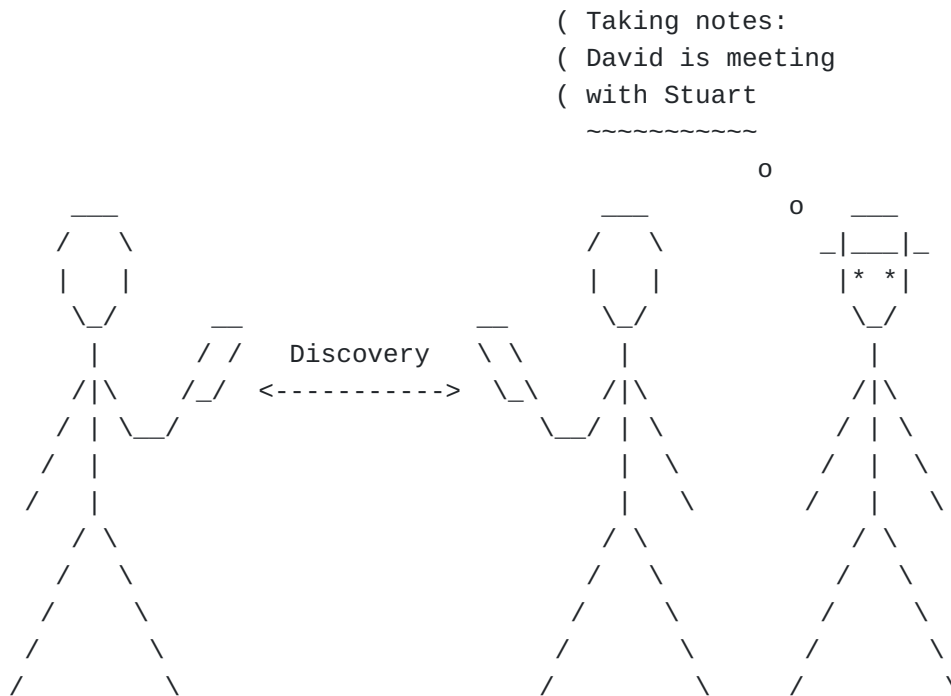 ( Taking notes:
( David is meeting
( with Stuart
Discovery